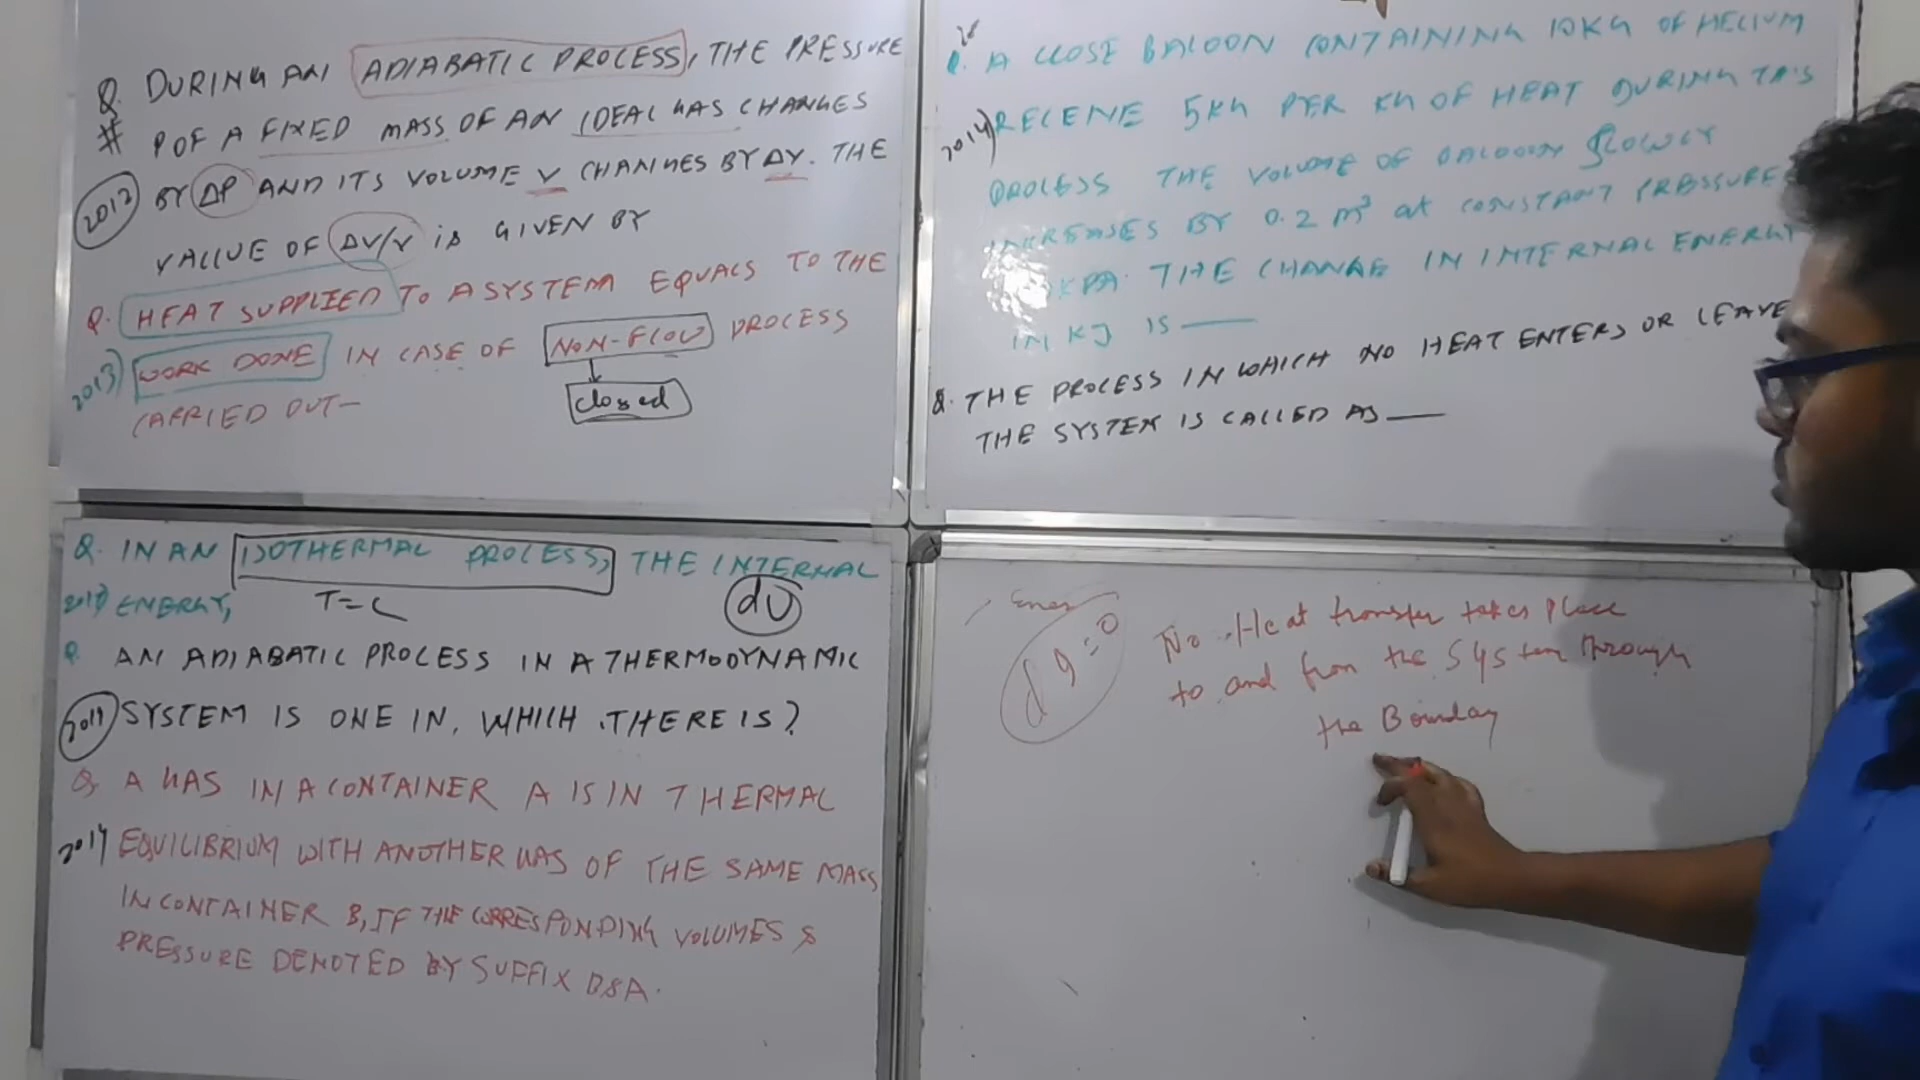 Q. DURING AN ADIABATIC PROCESS, THE PRESSURE
# P OF A FIXED MASS OF AN IDEAL GAS CHANGES
2012 BY ΔP AND ITS VOLUME V CHANGES BY ΔV. THE
VALUE OF ΔV/V is GIVEN BY
Q. HEAT SUPPLIED TO A SYSTEM EQUALS TO THE
2013) WORK DONE IN CASE OF NON-FLOW PROCESS
CARRIED OUT-
closed
Q. A CLOSE BALOON CONTAINING 10KG OF HELIUM
2014) RECEIVE 5KG PER KG OF HEAT DURING
PROCESS THE VOLUME OF BALOON SLOWLY
INCREASES BY 0.2 m³ at CONSTANT PRESSURE
KPA. THE CHANGE IN INTERNAL ENERGY
IN KJ IS ——
Q. THE PROCESS IN WHICH NO HEAT ENTERS OR LEAVE
THE SYSTEM IS CALLED AS ——
Q. IN AN ISOTHERMAL PROCESS, THE INTERNAL
ENERGY,
T=C
dU
Q. AN ADIABATIC PROCESS IN A THERMODYNAMIC
SYSTEM IS ONE IN, WHICH THERE IS?
Q. A GAS IN A CONTAINER A IS IN THERMAL
2014 EQUILIBRIUM WITH ANOTHER GAS OF THE SAME MASS
IN CONTAINER B, IF THE CORRESPONDING VOLUMES &
PRESSURE DENOTED BY SUFFIX B&A.
dq=0
No Heat transfer takes place
to and from the System through
the Boundary